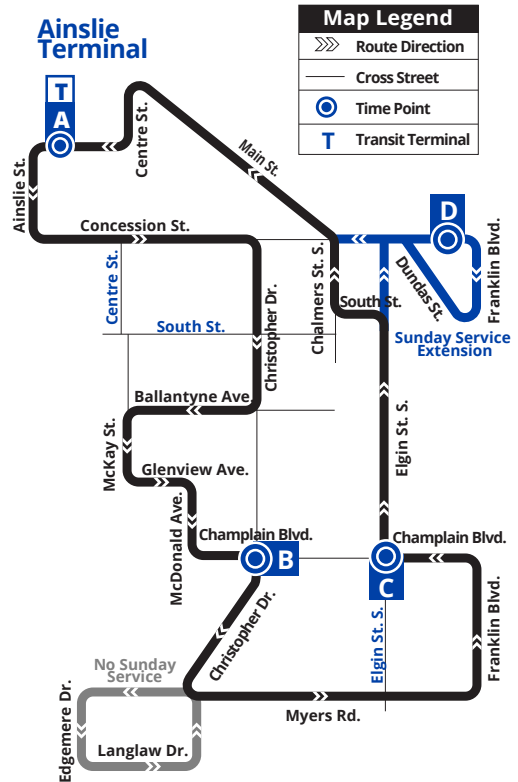 Ainslie
Terminal
Map Legend
Route Direction
Cross Street
Time Point
T
Transit Terminal
T
A
Centre St.
Main St.
Ainslie St.
D
Concession St.
Franklin Blvd.
Dundas St.
Centre St.
Chalmers St. S.
South St.
South St.
Christopher Dr.
Sunday Service
Extension
Ballantyne Ave.
McKay St.
Elgin St. S.
Glenview Ave.
McDonald Ave.
Champlain Blvd.
B
Champlain Blvd.
C
Christopher Dr.
Elgin St. S.
Franklin Blvd.
No Sunday
Service
Myers Rd.
Edgemere Dr.
Langlaw Dr.